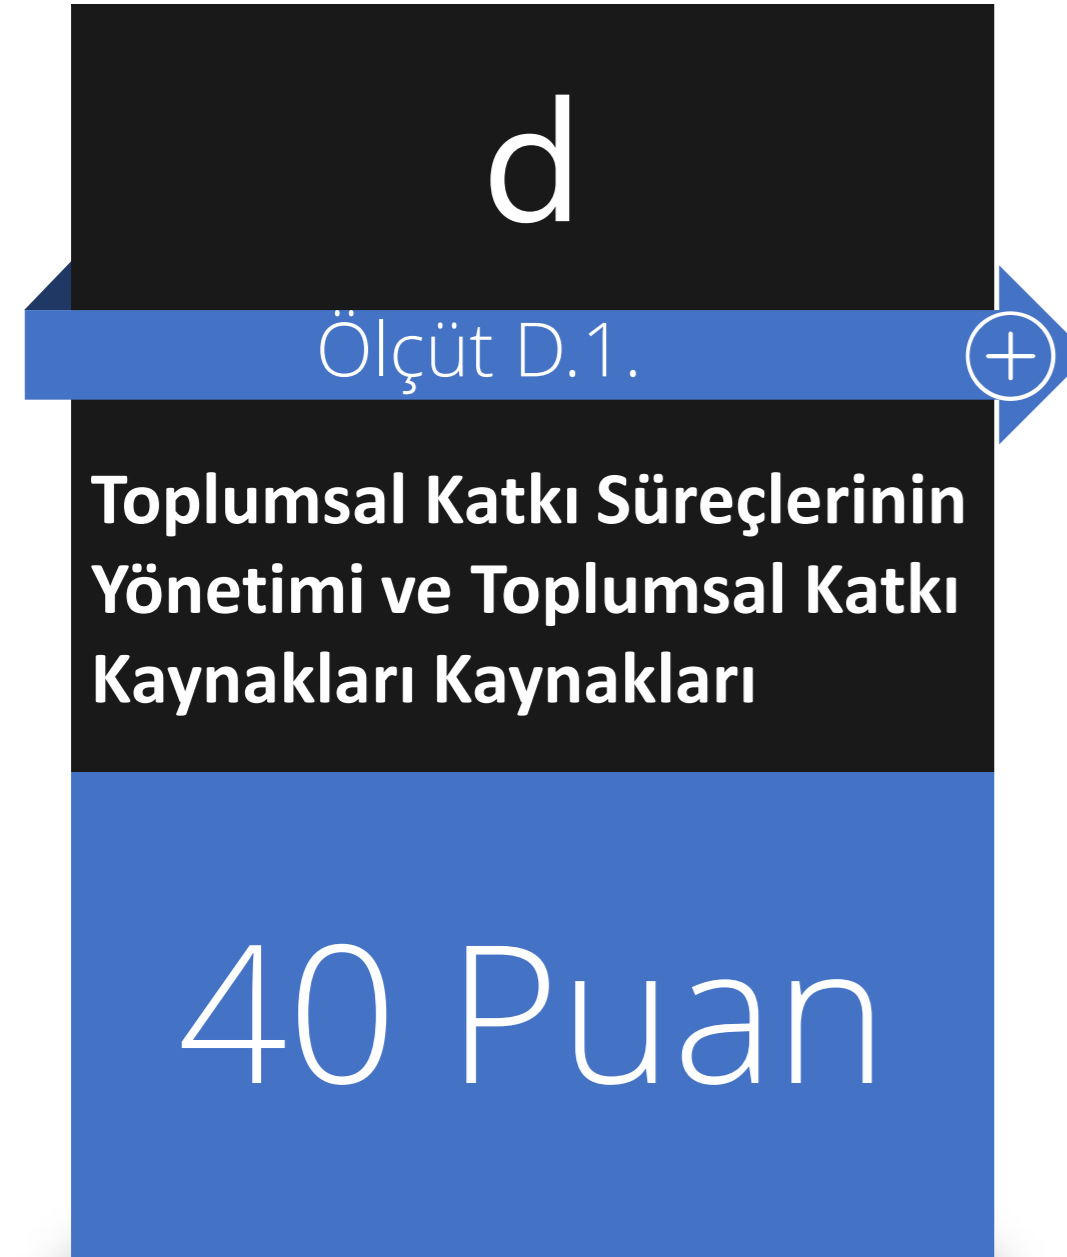 d
Ölçüt D.1.
Toplumsal Katkı Süreçlerinin
Yönetimi ve Toplumsal Katkı
Kaynakları Kaynakları
40 Puan